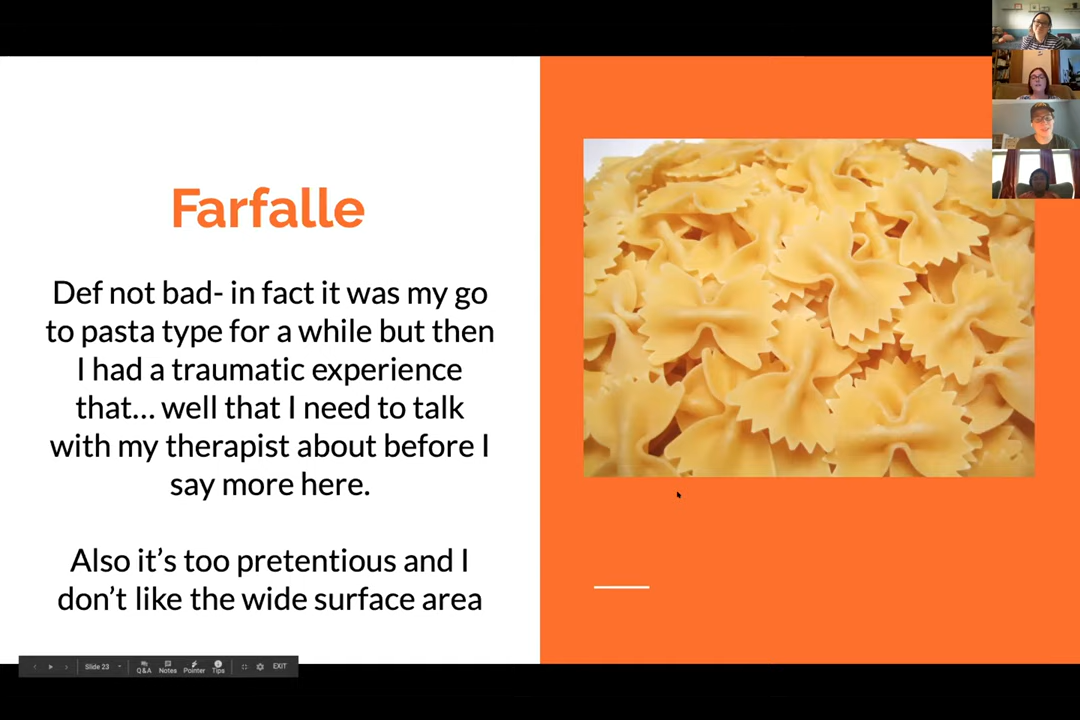 Farfalle
Def not bad- in fact it was my go
to pasta type for a while but then
I had a traumatic experience
that... well that I need to talk
with my therapist about before I
say more here.
Also it's too pretentious and I
don't like the wide surface area
Slide 23
Q&A
Notes
Pointer
Tips
EXIT